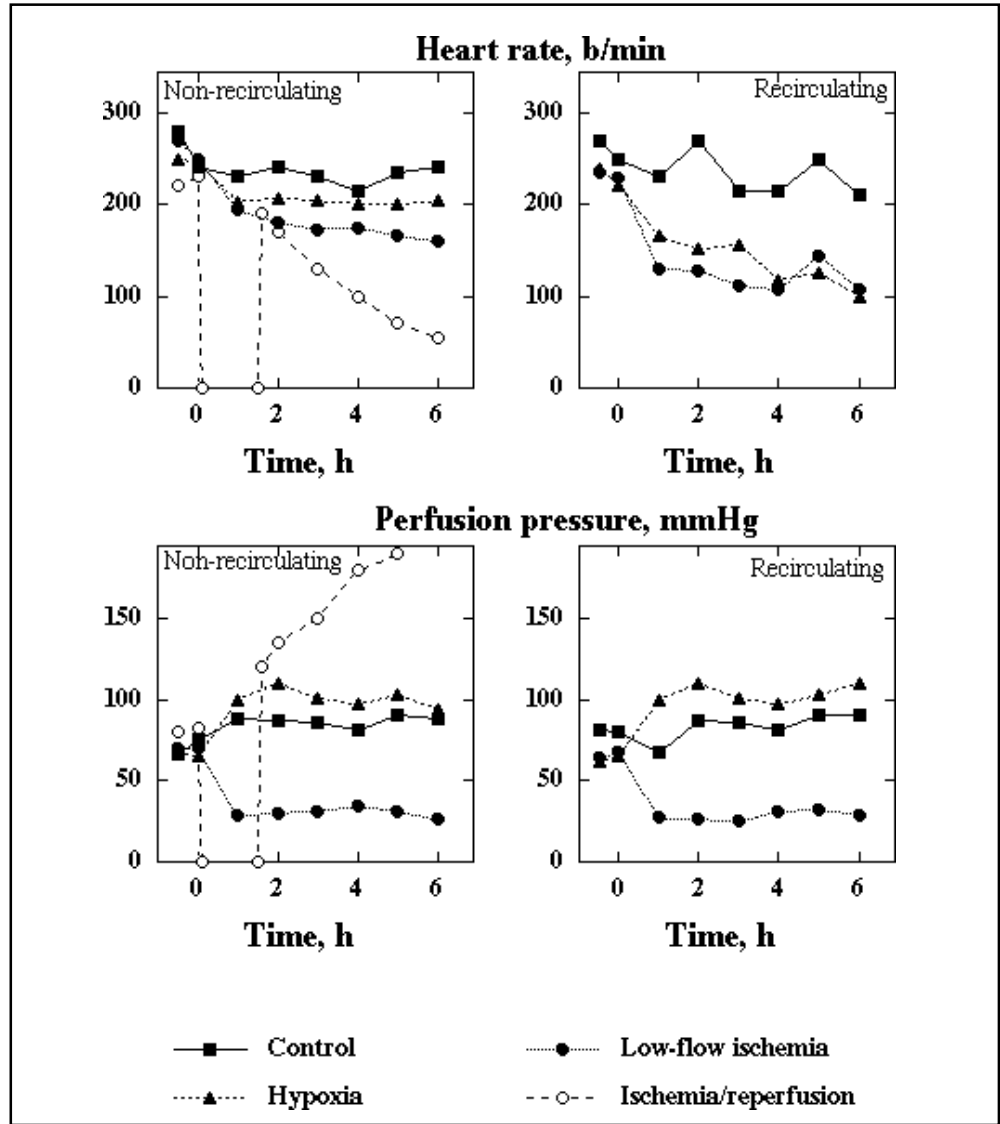 Heart rate, b/min
Non-recirculating
Recirculating
300
300
200
200
100
100
0
0
0 2 4 6
0 2 4 6
Time, h
Time, h
Perfusion pressure, mmHg
Non-recirculating
Recirculating
150
150
100
100
50
50
0
0
0 2 4 6
0 2 4 6
Time, h
Time, h
Control
Low-flow ischemia
Hypoxia
Ischemia/reperfusion